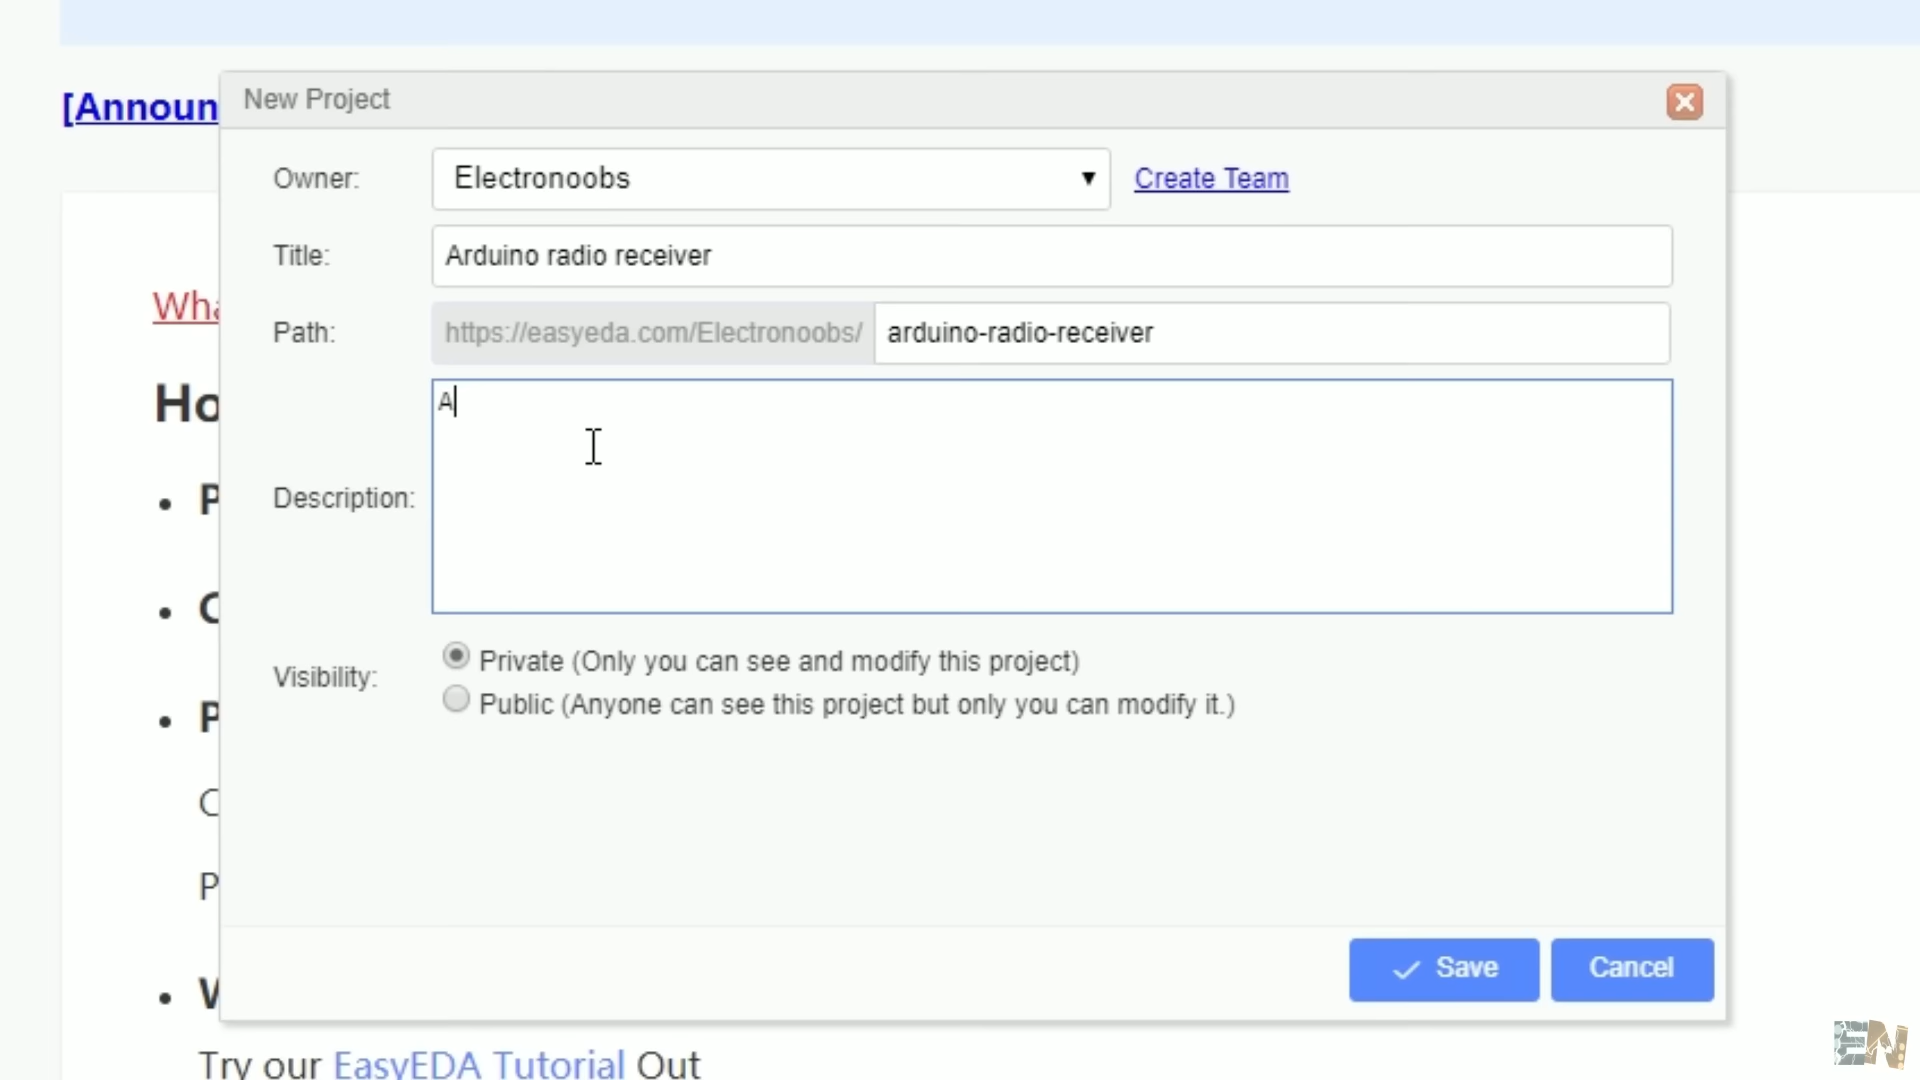 [Announ
New Project
Owner: Electronoobs ▼ Create Team
Title: Arduino radio receiver
Wha
Path: https://easyeda.com/Electronoobs/ arduino-radio-receiver
Ho
A
• P
Description:
• C
Visibility:
Private (Only you can see and modify this project)
Public (Anyone can see this project but only you can modify it.)
• P
C
P
Save Cancel
• W
Try our EasyEDA Tutorial Out
EN